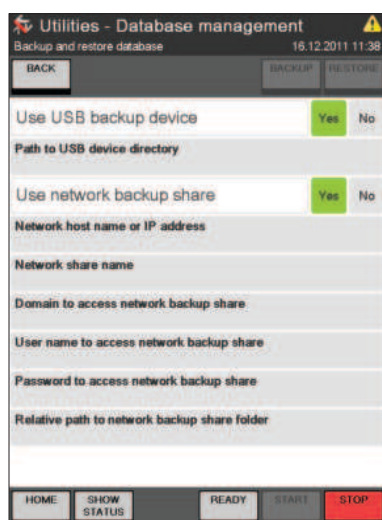 Utilities - Database management
Backup and restore database 16.12.2011 11:38
BACK BACKUP RESTORE
Use USB backup device Yes No
Path to USB device directory
Use network backup share Yes No
Network host name or IP address
Network share name
Domain to access network backup share
User name to access network backup share
Password to access network backup share
Relative path to network backup share folder
HOME SHOW STATUS READY START STOP